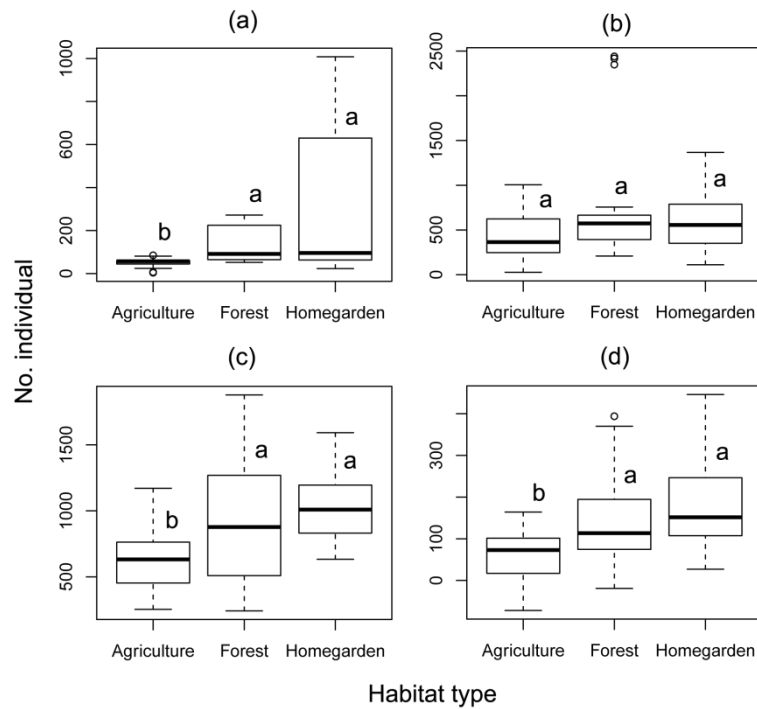 (a)
(b)
No. individual
0
200
600
1000
b
a
a
Agriculture Forest Homegarden
0
500
1500
2500
a
a
a
Agriculture Forest Homegarden
(c)
(d)
500
1000
1500
b
a
a
Agriculture Forest Homegarden
0
100
300
b
a
a
Agriculture Forest Homegarden
Habitat type